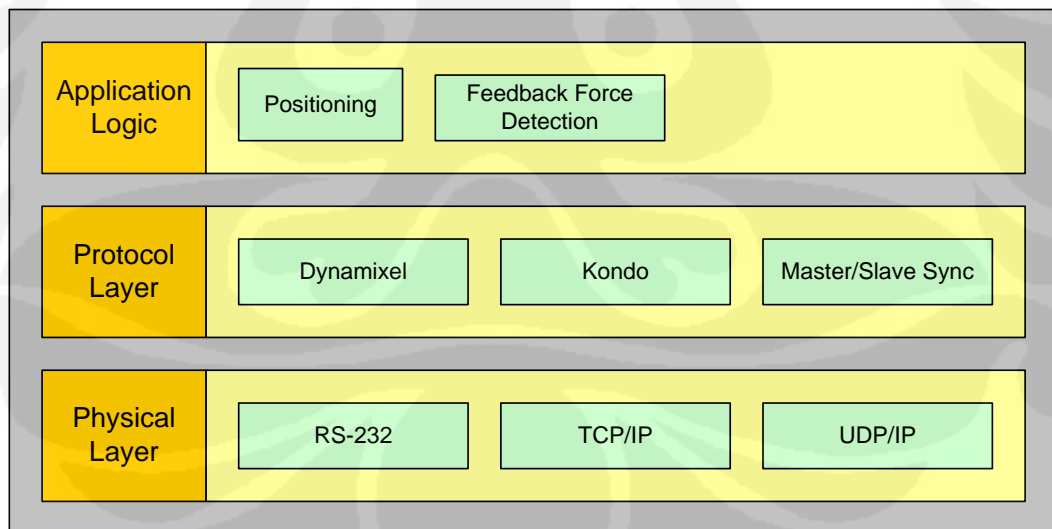 Application
Logic
Positioning
Feedback Force
Detection
Protocol
Layer
Dynamixel
Kondo
Master/Slave Sync
Physical
Layer
RS-232
TCP/IP
UDP/IP